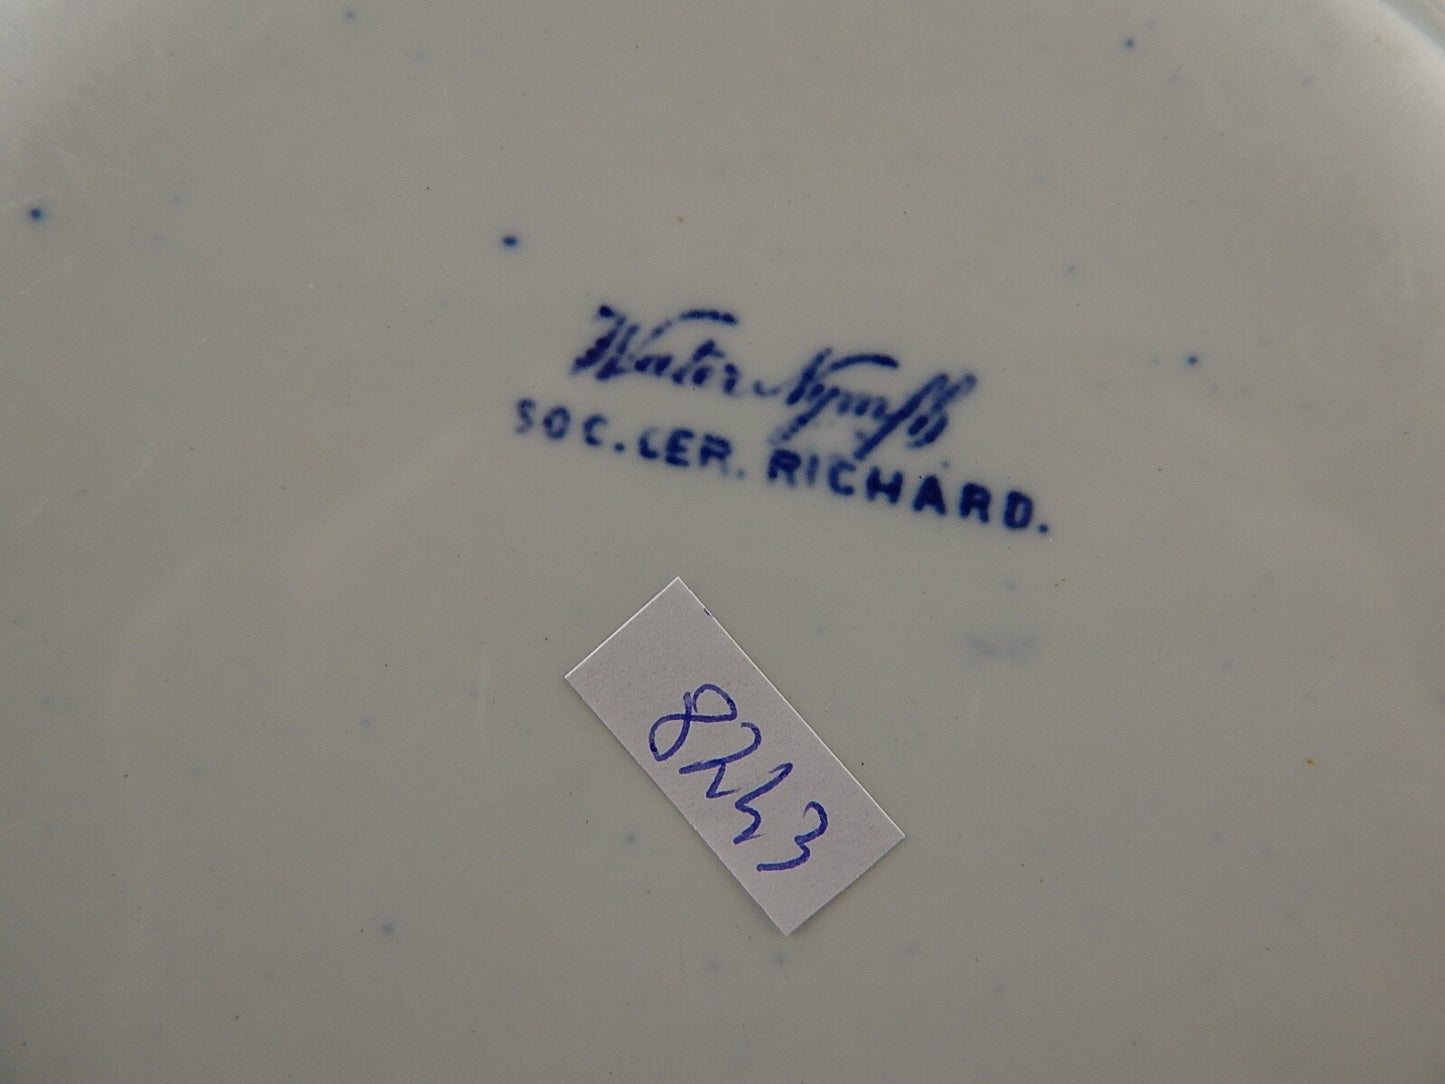 Water Nymph
SOC. CER. RICHARD.
8243